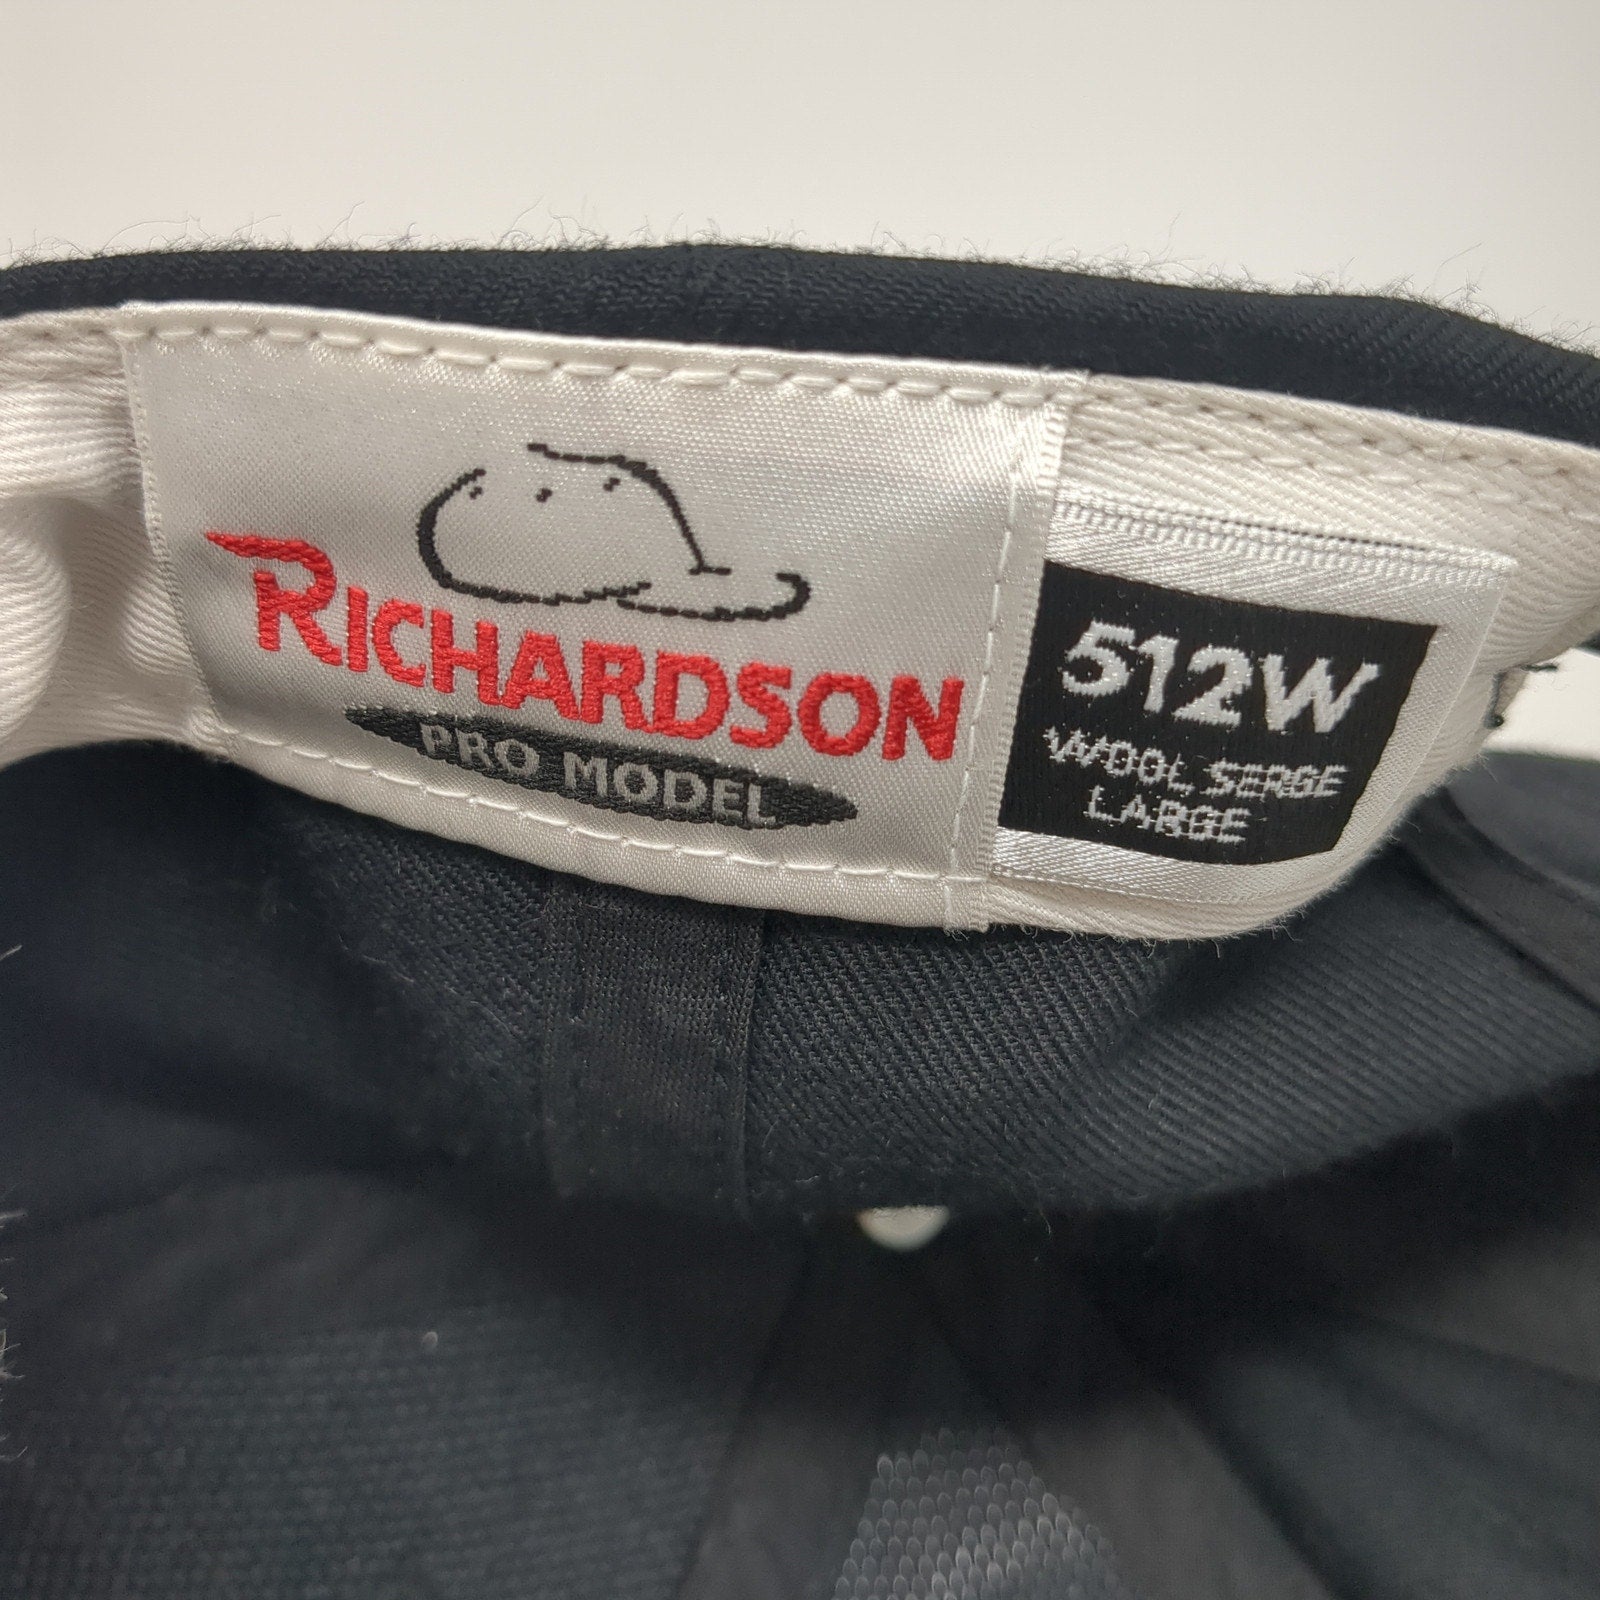 RICHARDSON
PRO MODEL
512W
WOOL SERGE
LARGE